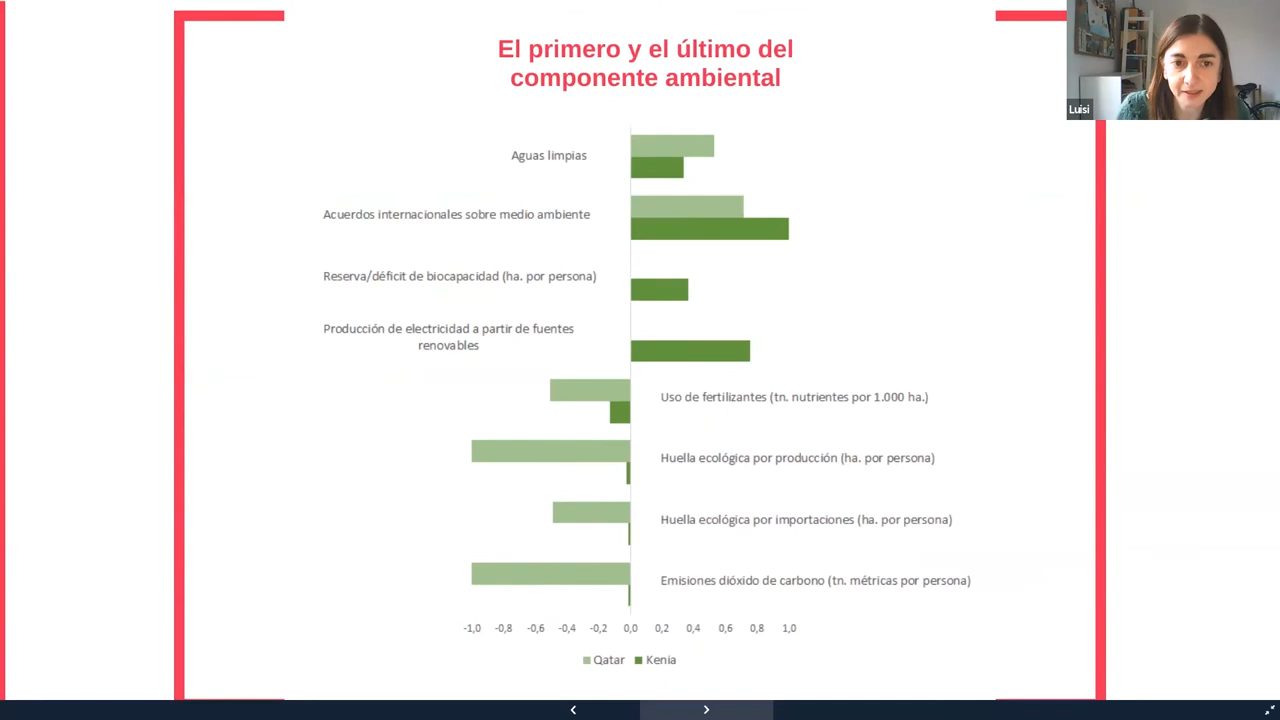 El primero y el último del
componente ambiental
Luisi
Aguas limpias
Acuerdos internacionales sobre medio ambiente
Reserva/déficit de biocapacidad (ha. por persona)
Producción de electricidad a partir de fuentes
renovables
Uso de fertilizantes (tn. nutrientes por 1.000 ha.)
Huella ecológica por producción (ha. por persona)
Huella ecológica por importaciones (ha. por persona)
Emisiones dióxido de carbono (tn. métricas por persona)
-1,0 -0,8 -0,6 -0,4 -0,2 0,0 0,2 0,4 0,6 0,8 1,0
Qatar Kenia